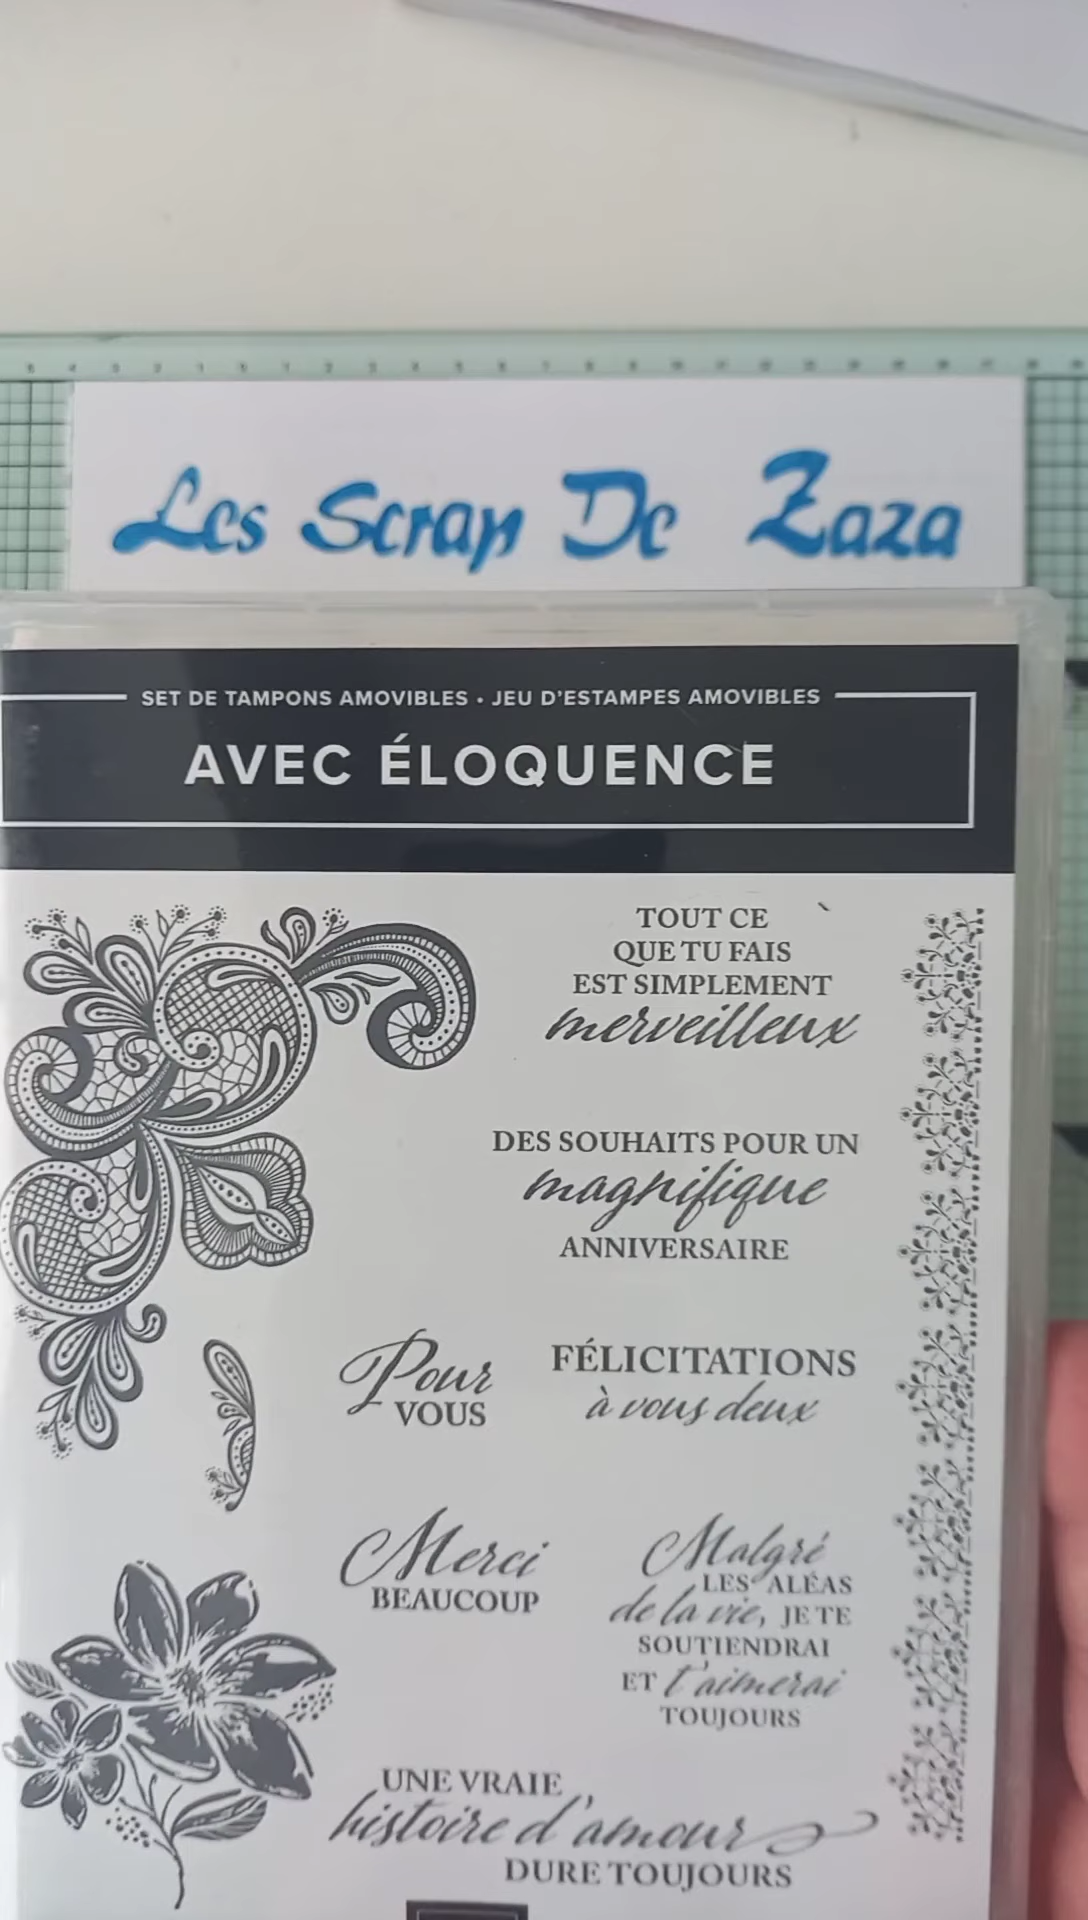 Les Scrap De Zaza
SET DE TAMPONS AMOVIBLES • JEU D'ESTAMPES AMOVIBLES
AVEC ÉLOQUENCE
TOUT CE
QUE TU FAIS
EST SIMPLEMENT
merveilleux
DES SOUHAITS POUR UN
magnifique
ANNIVERSAIRE
Pour
VOUS
FÉLICITATIONS
à vous deux
Merci
BEAUCOUP
Malgré
LES ALÉAS
de la vie, JE TE
SOUTIENDRAI
ET t'aimerai
TOUJOURS
UNE VRAIE
histoire d'amour
DURE TOUJOURS